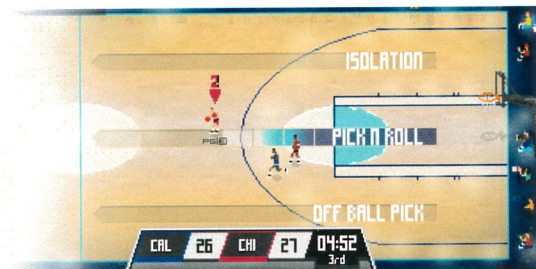 ISOLATION
2
PG
PICK N ROLL
OFF BALL PICK
CAL 26 CHI 27 04:52
3rd